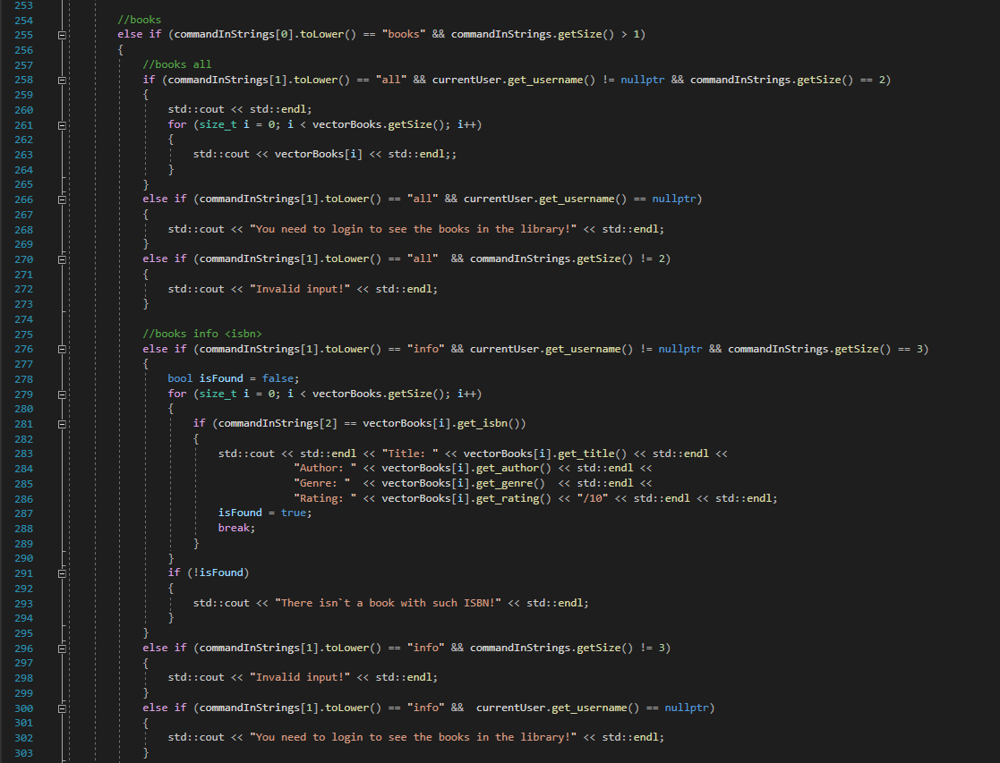 253
254 //books
255 else if (commandInStrings[0].toLower() == "books" && commandInStrings.getSize() > 1)
256 {
257 //books all
258 if (commandInStrings[1].toLower() == "all" && currentUser.get_username() != nullptr && commandInStrings.getSize() == 2)
259 {
260 std::cout << std::endl;
261 for (size_t i = 0; i < vectorBooks.getSize(); i++)
262 {
263 std::cout << vectorBooks[i] << std::endl;;
264 }
265 }
266 else if (commandInStrings[1].toLower() == "all" && currentUser.get_username() == nullptr)
267 {
268 std::cout << "You need to login to see the books in the library!" << std::endl;
269 }
270 else if (commandInStrings[1].toLower() == "all"  && commandInStrings.getSize() != 2)
271 {
272 std::cout << "Invalid input!" << std::endl;
273 }
274
275 //books info <isbn>
276 else if (commandInStrings[1].toLower() == "info" && currentUser.get_username() != nullptr && commandInStrings.getSize() == 3)
277 {
278 bool isFound = false;
279 for (size_t i = 0; i < vectorBooks.getSize(); i++)
280 {
281 if (commandInStrings[2] == vectorBooks[i].get_isbn())
282 {
283 std::cout << std::endl << "Title: " << vectorBooks[i].get_title() << std::endl <<
284 "Author: " << vectorBooks[i].get_author() << std::endl <<
285 "Genre: "  << vectorBooks[i].get_genre()  << std::endl <<
286 "Rating: " << vectorBooks[i].get_rating() << "/10" << std::endl << std::endl;
287 isFound = true;
288 break;
289 }
290 }
291 if (!isFound)
292 {
293 std::cout << "There isn`t a book with such ISBN!" << std::endl;
294 }
295 }
296 else if (commandInStrings[1].toLower() == "info" && commandInStrings.getSize() != 3)
297 {
298 std::cout << "Invalid input!" << std::endl;
299 }
300 else if (commandInStrings[1].toLower() == "info" &&  currentUser.get_username() == nullptr)
301 {
302 std::cout << "You need to login to see the books in the library!" << std::endl;
303 }